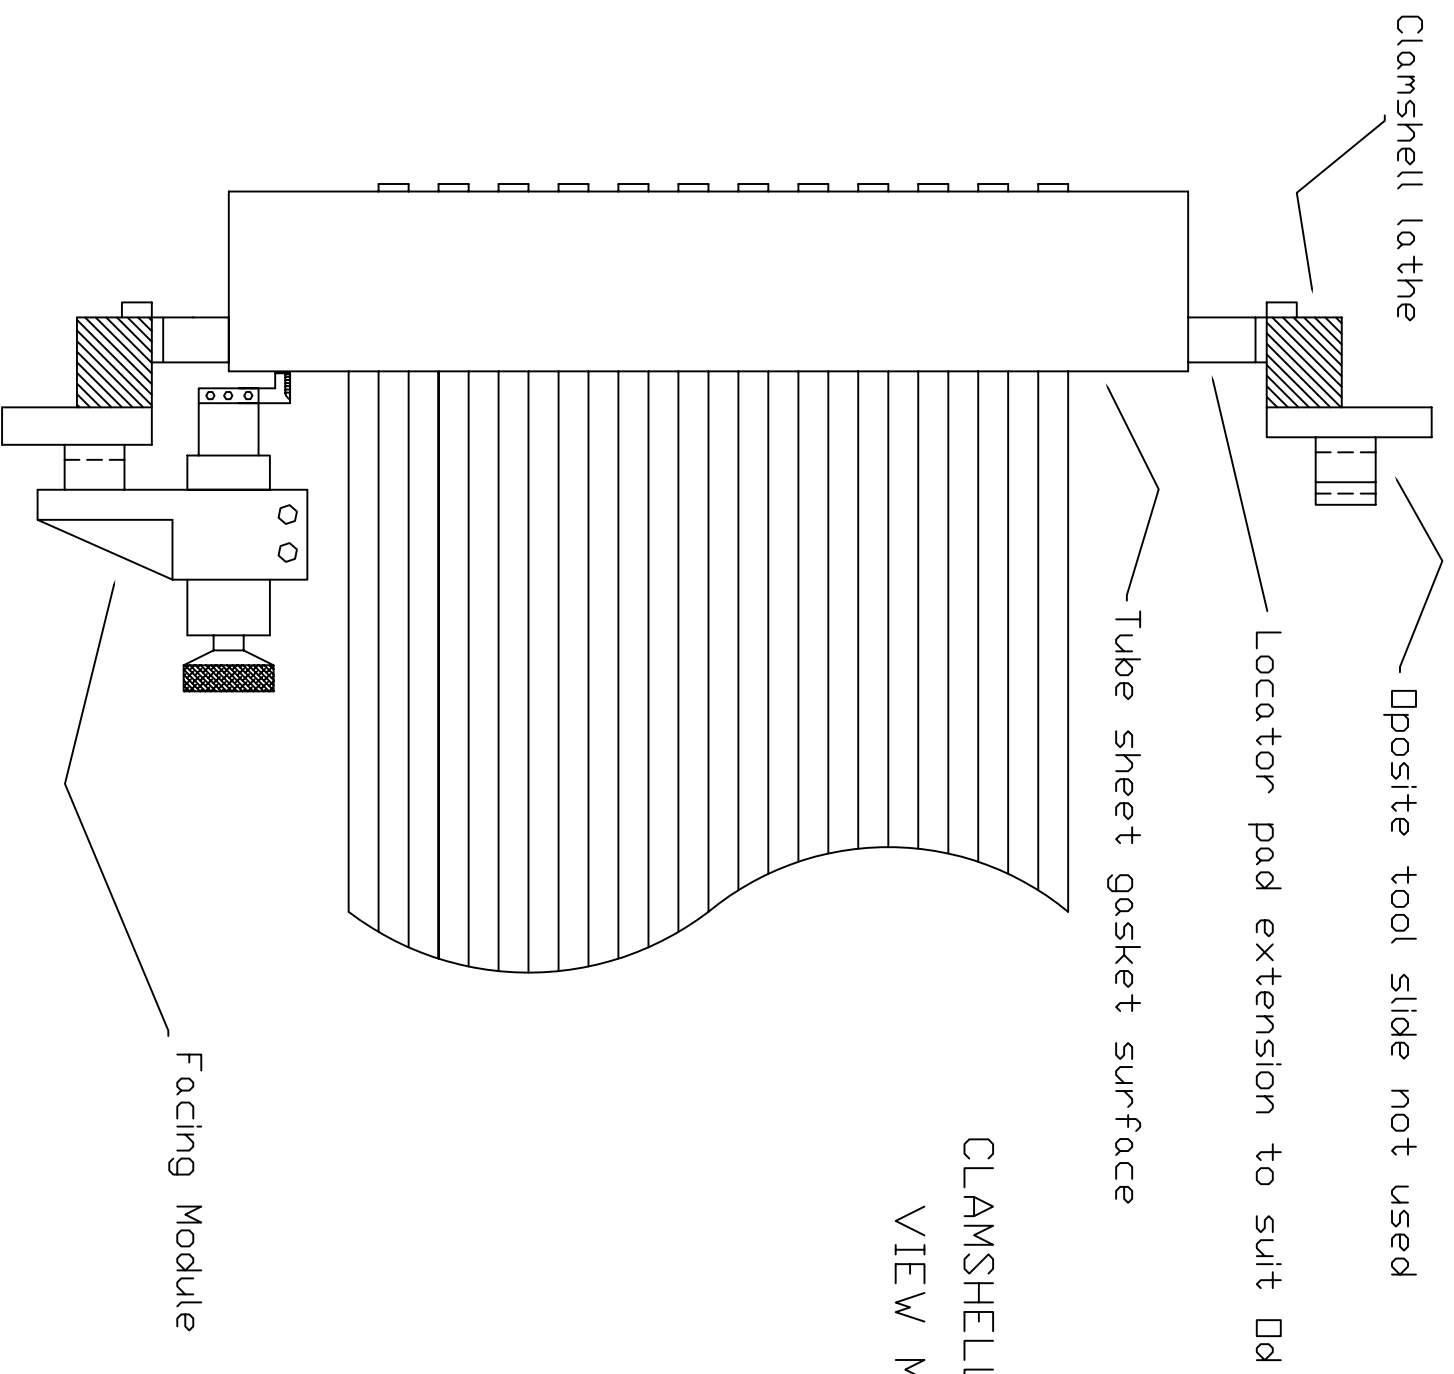 Clamshell lathe
Oposite tool slide not used
Locator pad extension to suit Od
Tube sheet gasket surface
CLAMSHELL
VIEW
Facing Module